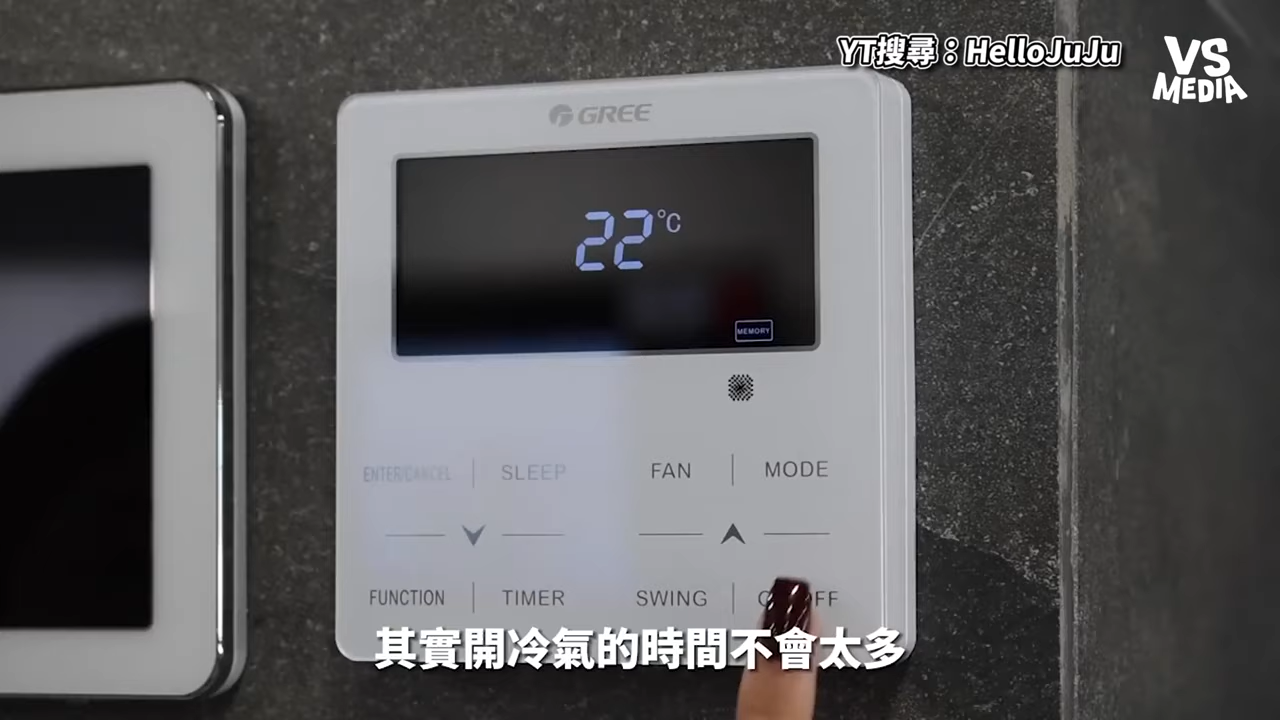 YT搜尋：HelloJuJu
VS
MEDIA
GREE
22°C
MEMORY
ENTER/CANCEL
SLEEP
FAN
MODE
FUNCTION
TIMER
SWING
其實開冷氣的時間不會太多